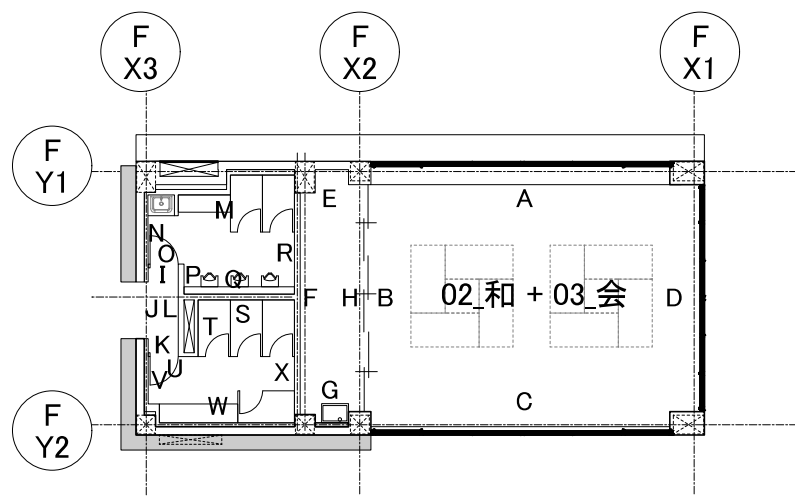 F
X3
F
X2
F
X1
F
Y1
E
A
M
N
O
R
I
P
Q
F
H
B
02_和 + 03_会
D
J
L
T
S
K
U
V
X
G
W
C
F
Y2